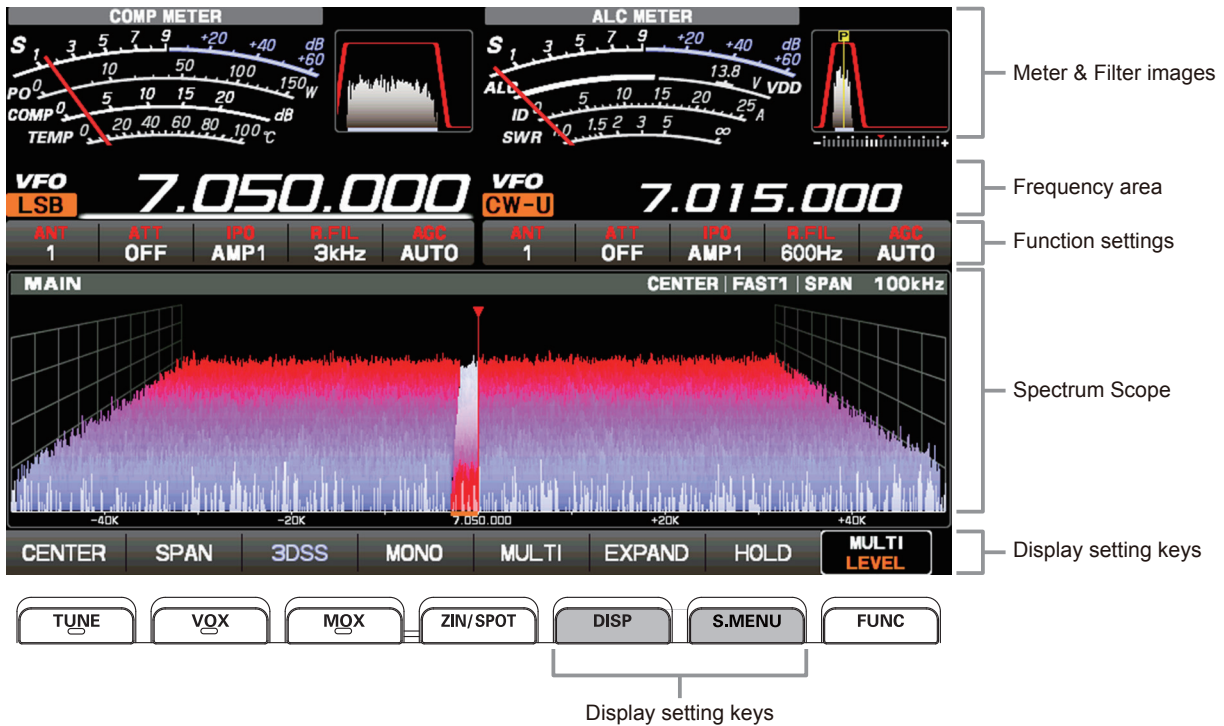 COMP METER
ALC METER
S 1 3 5 7 9 +20 +40 +60 dB
PO 0 10 50 100 150 W
COMP 0 5 10 15 20 dB
TEMP 0 20 40 60 80 100 °C
S 1 3 5 7 9 +20 +40 +60 dB
ALC 13.8 V VDD
ID 0 5 10 15 20 25 A
SWR 1.0 1.5 2 3 5 ∞
P
- +
Meter & Filter images
VFO
LSB
7.050.000
VFO
CW-U
7.015.000
Frequency area
ANT ATT IPO R.FIL AGC
1 OFF AMP1 3kHz AUTO
ANT ATT IPO R.FIL AGC
1 OFF AMP1 600Hz AUTO
Function settings
MAIN
CENTER | FAST1 | SPAN 100kHz
Spectrum Scope
-40K -20K 7.050.000 +20K +40K
CENTER SPAN 3DSS MONO MULTI EXPAND HOLD MULTI
LEVEL
Display setting keys
TUNE VOX MOX ZIN/SPOT DISP S.MENU FUNC
Display setting keys